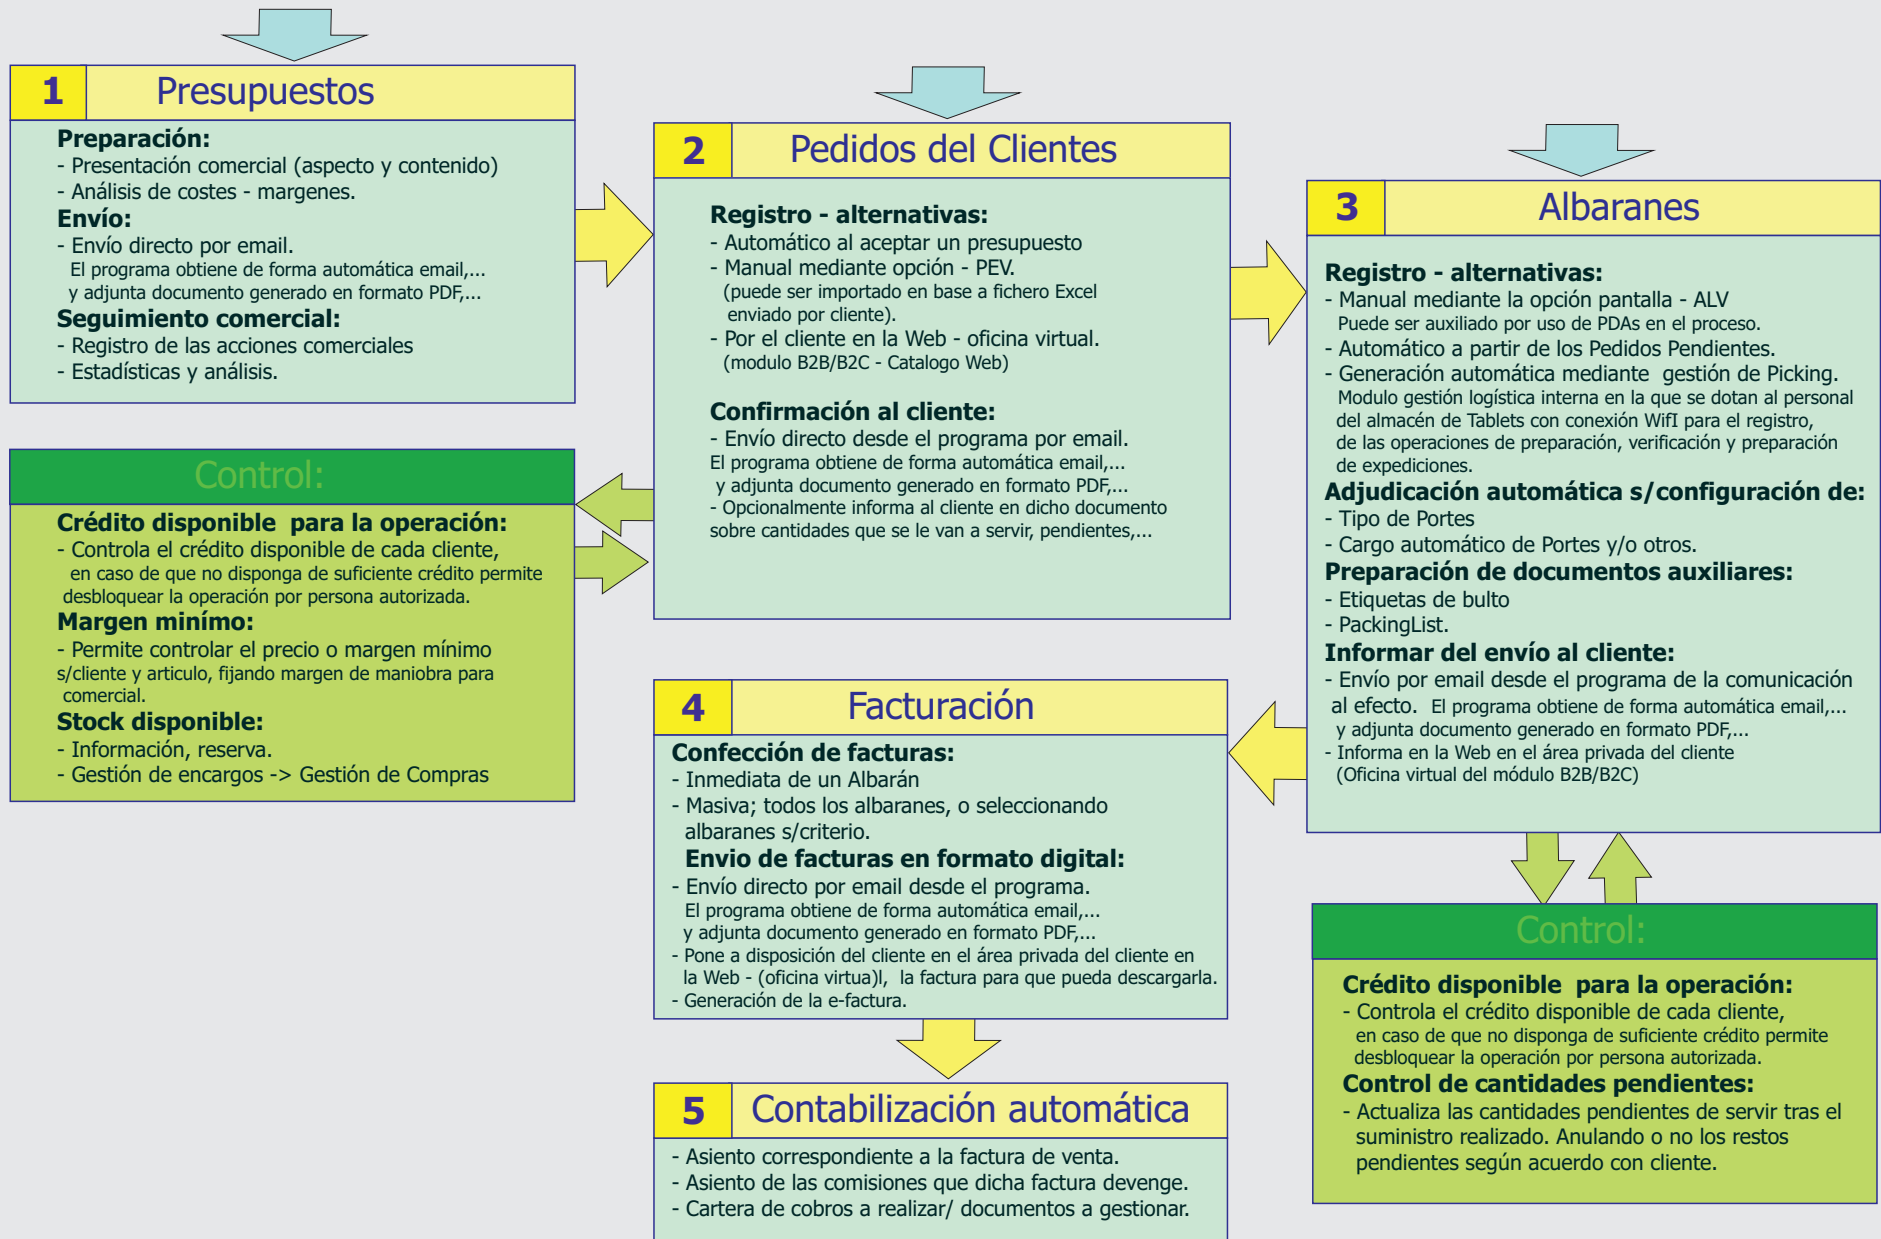 1 Presupuestos
Preparación:
- Presentación comercial (aspecto y contenido)
- Análisis de costes - margenes.
Envío:
- Envío directo por email.
El programa obtiene de forma automática email,...
y adjunta documento generado en formato PDF,...
Seguimiento comercial:
- Registro de las acciones comerciales
- Estadísticas y análisis.
2 Pedidos del Clientes
Registro - alternativas:
- Automático al aceptar un presupuesto
- Manual mediante opción - PEV.
(puede ser importado en base a fichero Excel
enviado por cliente).
- Por el cliente en la Web - oficina virtual.
(modulo B2B/B2C - Catalogo Web)
Confirmación al cliente:
- Envío directo desde el programa por email.
El programa obtiene de forma automática email,...
y adjunta documento generado en formato PDF,...
- Opcionalmente informa al cliente en dicho documento
sobre cantidades que se le van a servir, pendientes,...
Control:
Crédito disponible para la operación:
- Controla el crédito disponible de cada cliente,
en caso de que no disponga de suficiente crédito permite
desbloquear la operación por persona autorizada.
Margen minímo:
- Permite controlar el precio o margen mínimo
s/cliente y articulo, fijando margen de maniobra para
comercial.
Stock disponible:
- Información, reserva.
- Gestión de encargos -> Gestión de Compras
3 Albaranes
Registro - alternativas:
- Manual mediante la opción pantalla - ALV
Puede ser auxiliado por uso de PDAs en el proceso.
- Automático a partir de los Pedidos Pendientes.
- Generación automática mediante gestión de Picking.
Modulo gestión logística interna en la que se dotan al personal
del almacén de Tablets con conexión WifI para el registro,
de las operaciones de preparación, verificación y preparación
de expediciones.
Adjudicación automática s/configuración de:
- Tipo de Portes
- Cargo automático de Portes y/o otros.
Preparación de documentos auxiliares:
- Etiquetas de bulto
- PackingList.
Informar del envío al cliente:
- Envío por email desde el programa de la comunicación
al efecto. El programa obtiene de forma automática email,...
y adjunta documento generado en formato PDF,...
- Informa en la Web en el área privada del cliente
(Oficina virtual del módulo B2B/B2C)
4 Facturación
Confección de facturas:
- Inmediata de un Albarán
- Masiva; todos los albaranes, o seleccionando
albaranes s/criterio.
Envio de facturas en formato digital:
- Envío directo por email desde el programa.
El programa obtiene de forma automática email,...
y adjunta documento generado en formato PDF,...
- Pone a disposición del cliente en el área privada del cliente en
la Web - (oficina virtua)l, la factura para que pueda descargarla.
- Generación de la e-factura.
Control:
Crédito disponible para la operación:
- Controla el crédito disponible de cada cliente,
en caso de que no disponga de suficiente crédito permite
desbloquear la operación por persona autorizada.
Control de cantidades pendientes:
- Actualiza las cantidades pendientes de servir tras el
suministro realizado. Anulando o no los restos
pendientes según acuerdo con cliente.
5 Contabilización automática
- Asiento correspondiente a la factura de venta.
- Asiento de las comisiones que dicha factura devenge.
- Cartera de cobros a realizar/ documentos a gestionar.